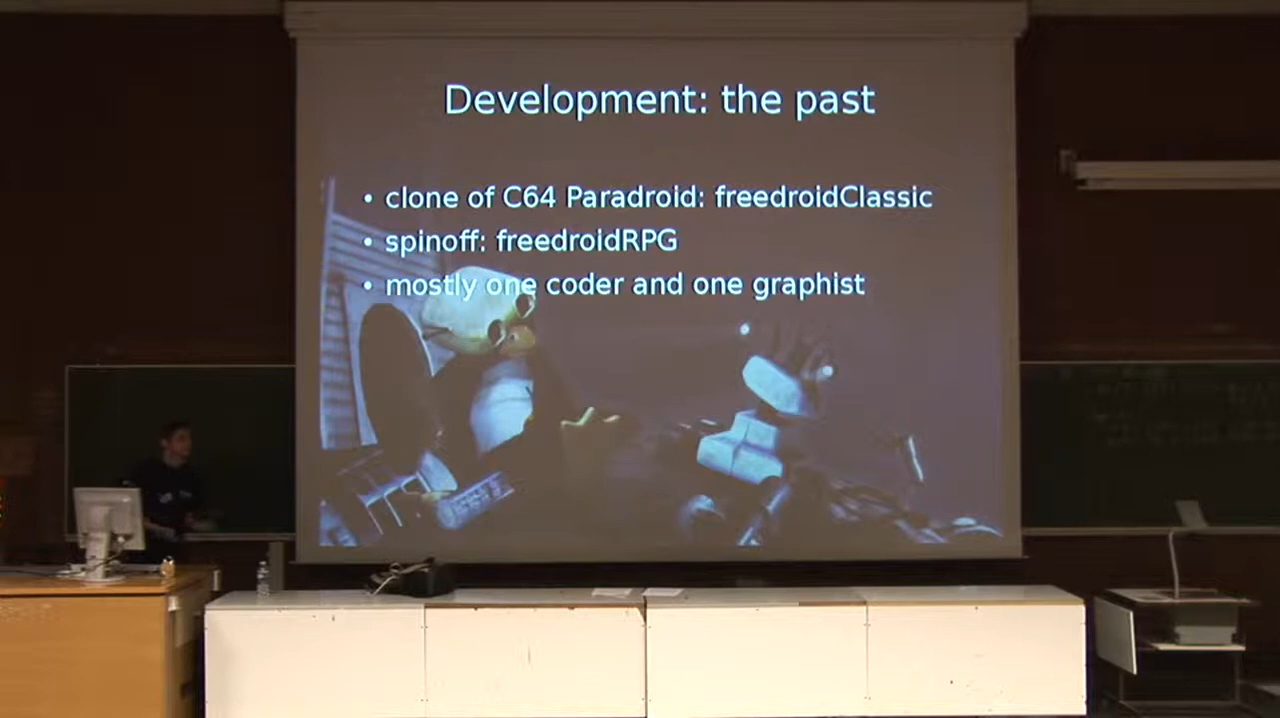 Development: the past
• clone of C64 Paradroid: freedroidClassic
• spinoff: freedroidRPG
• mostly one coder and one graphist